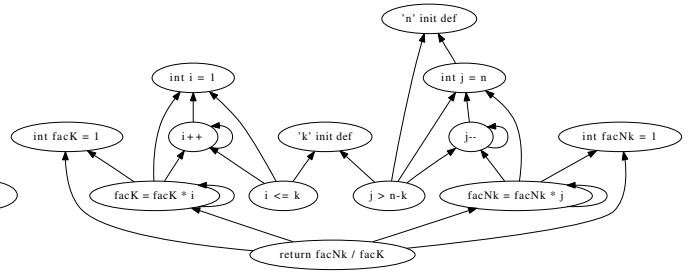 'n' init def
int i = 1
int j = n
int facK = 1
i++
'k' init def
j--
int facNk = 1
facK = facK * i
i <= k
j > n-k
facNk = facNk * j
return facNk / facK